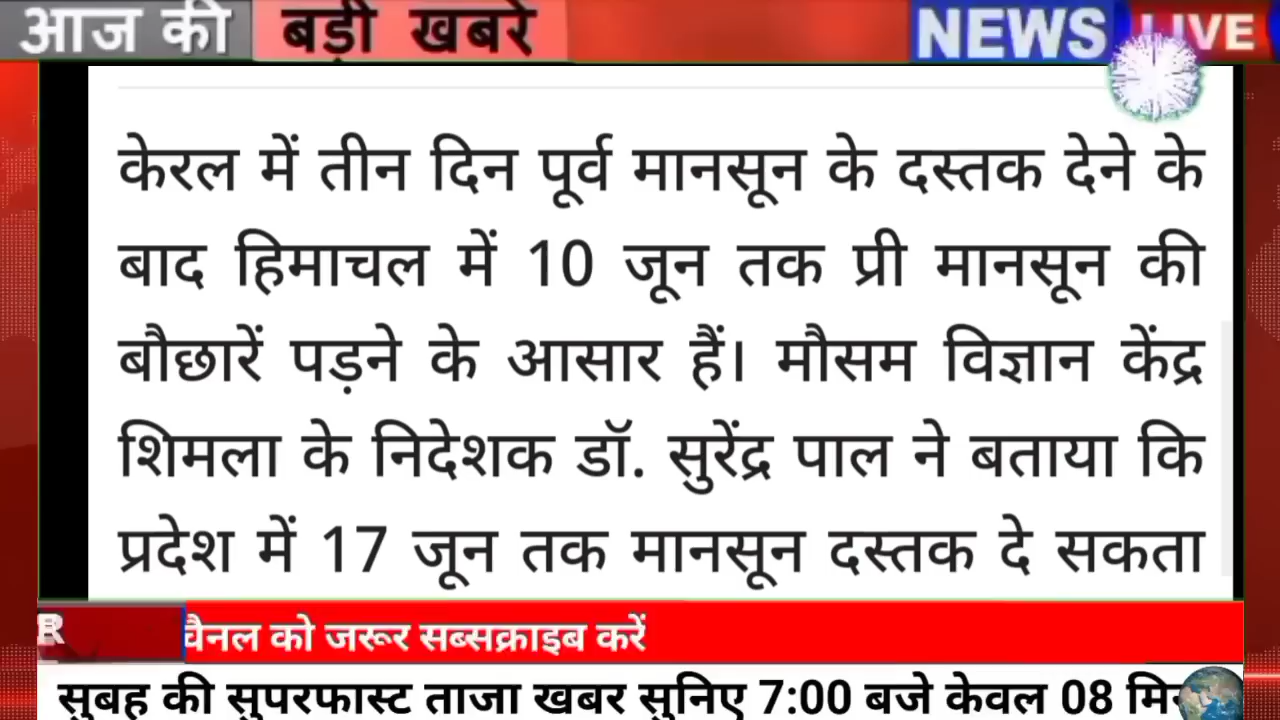 आज की बड़ी खबरे NEWS LIVE
केरल में तीन दिन पूर्व मानसून के दस्तक देने के
बाद हिमाचल में 10 जून तक प्री मानसून की
बौछारें पड़ने के आसार हैं। मौसम विज्ञान केंद्र
शिमला के निदेशक डॉ. सुरेंद्र पाल ने बताया कि
प्रदेश में 17 जून तक मानसून दस्तक दे सकता
R चैनल को जरूर सब्सक्राइब करें
सुबह की सुपरफास्ट ताजा खबर सुनिए 7:00 बजे केवल 08